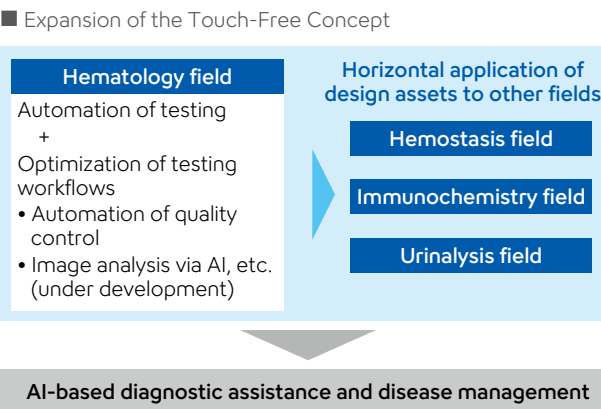 ■ Expansion of the Touch-Free Concept
Hematology field
Automation of testing
+
Optimization of testing
workflows
• Automation of quality
control
• Image analysis via AI, etc.
(under development)
Horizontal application of
design assets to other fields
Hemostasis field
Immunochemistry field
Urinalysis field
AI-based diagnostic assistance and disease management